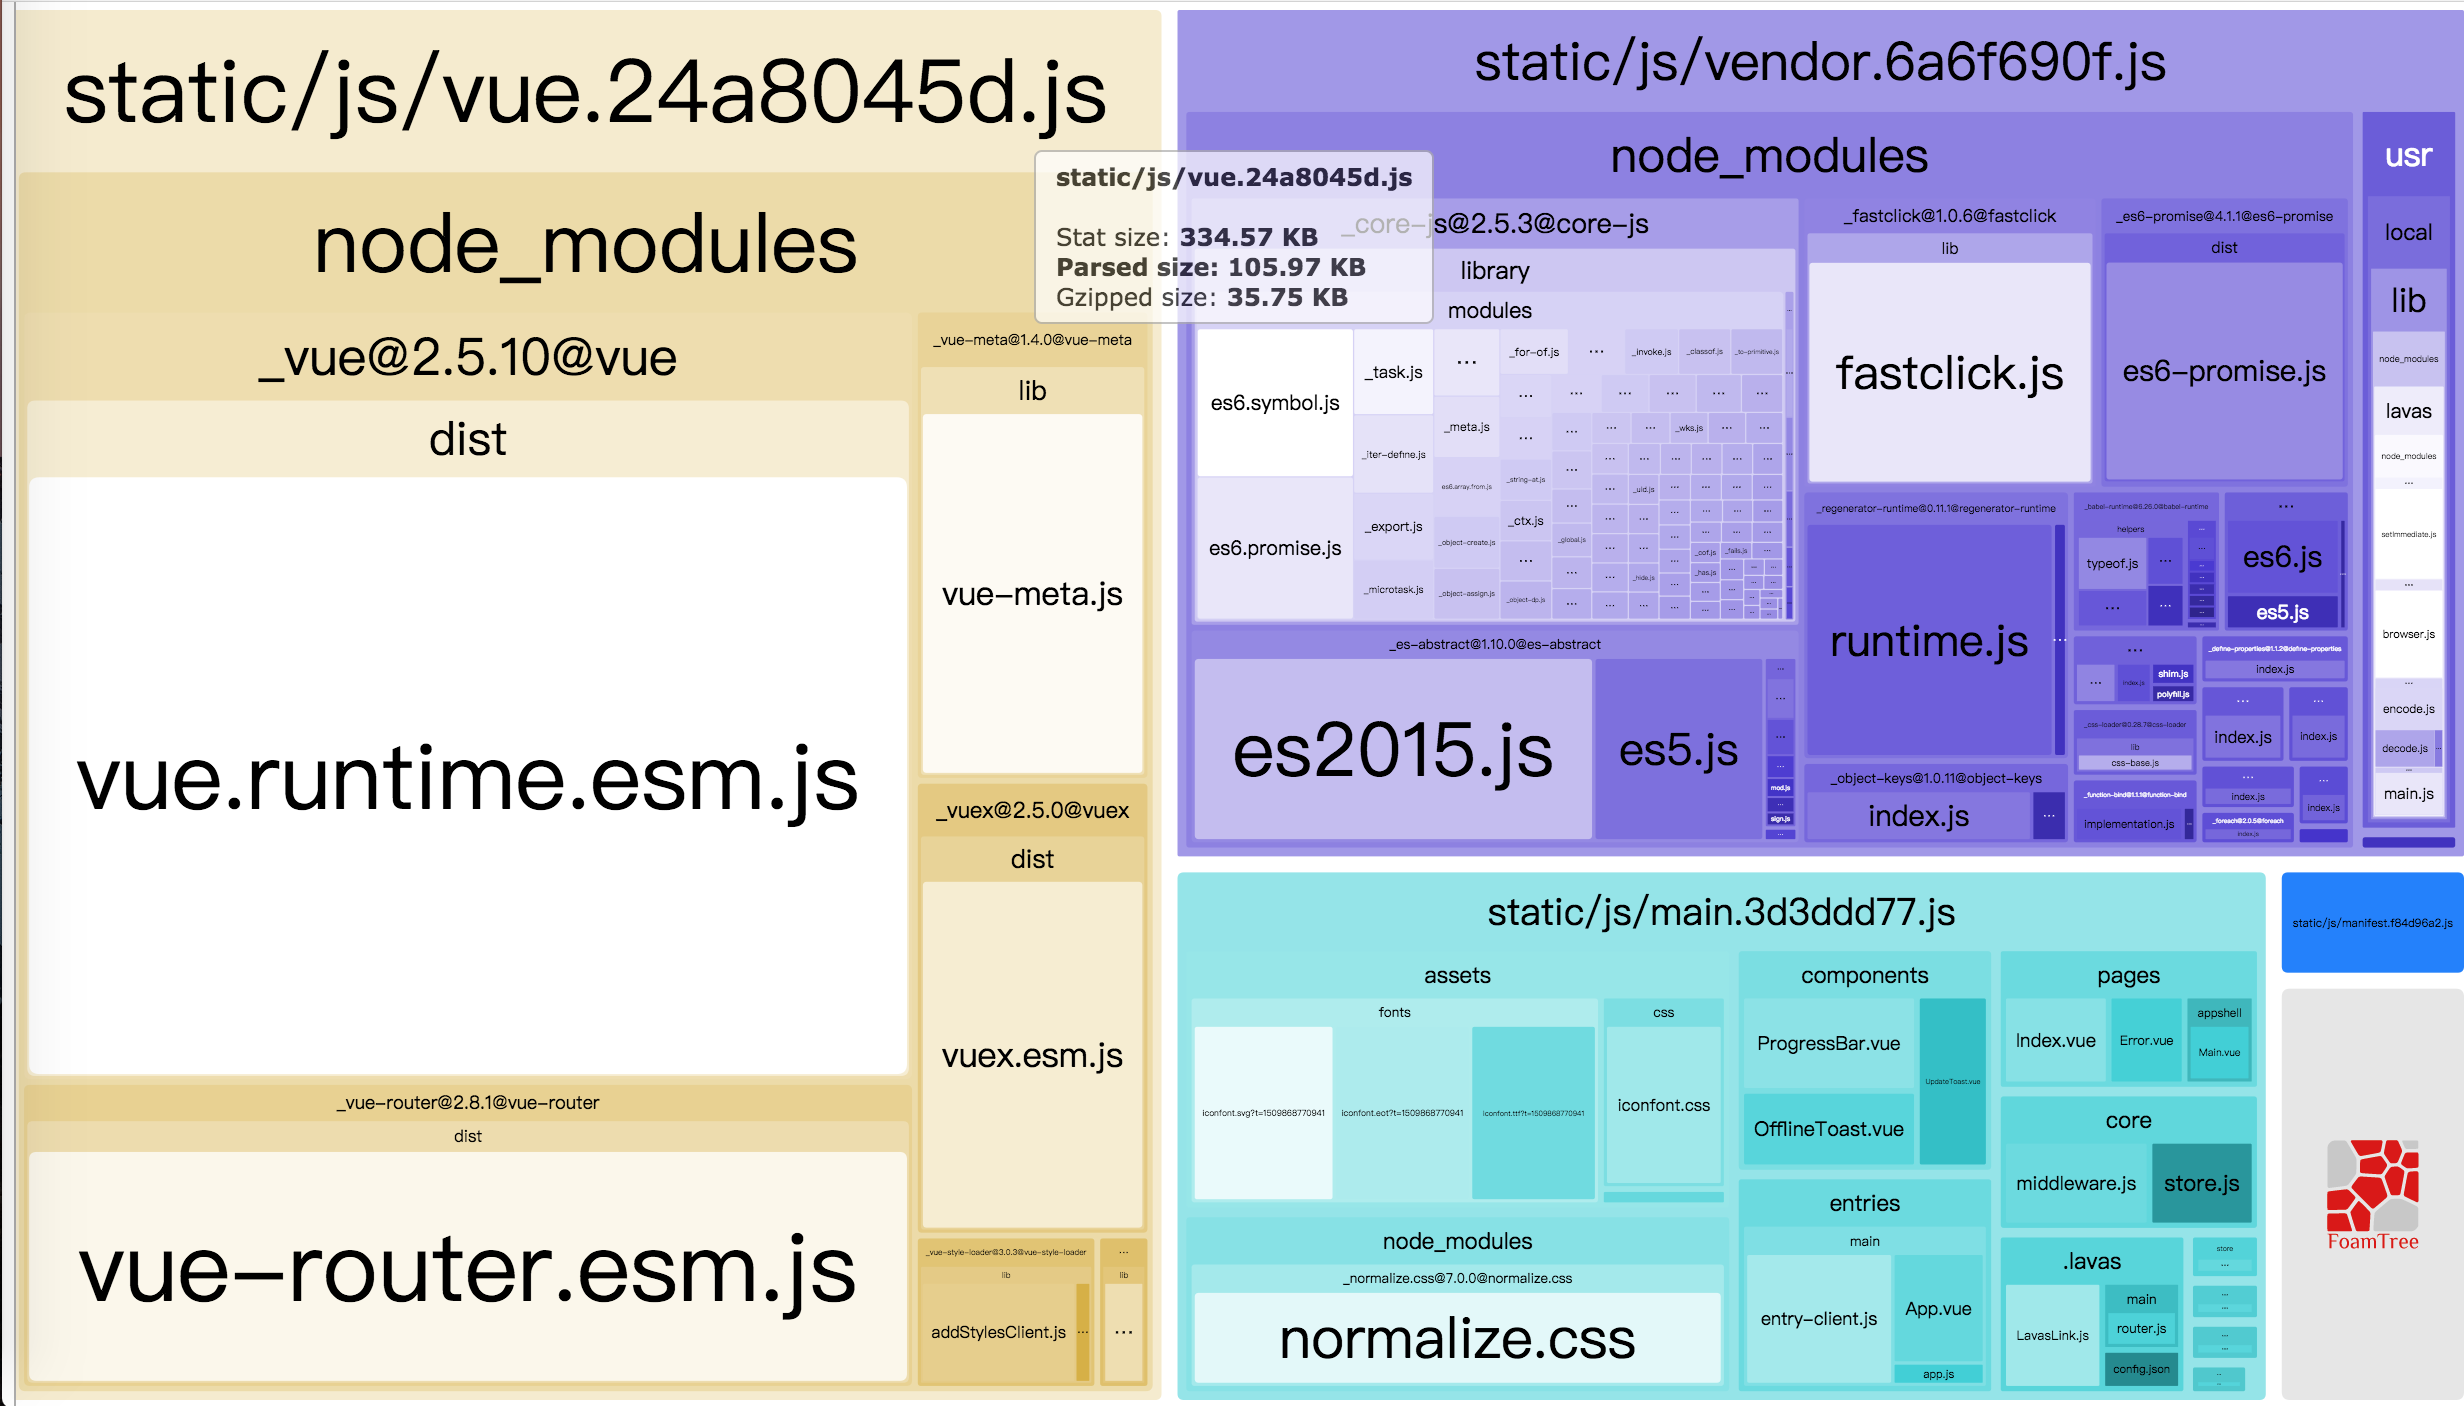 static/js/vue.24a8045d.js
node_modules
_vue@2.5.10@vue
dist
vue.runtime.esm.js
_vue-router@2.8.1@vue-router
dist
vue-router.esm.js
_vue-meta@1.4.0@vue-meta
lib
vue-meta.js
_vuex@2.5.0@vuex
dist
vuex.esm.js
_vue-style-loader@3.0.3@vue-style-loader
lib
addStylesClient.js
...
...
lib
...
static/js/vue.24a8045d.js
Stat size: 334.57 KB
Parsed size: 105.97 KB
Gzipped size: 35.75 KB
static/js/vendor.6a6f690f.js
node_modules
_core-js@2.5.3@core-js
library
modules
es6.symbol.js
es6.promise.js
_task.js
_iter-define.js
_export.js
_microtask.js
...
_meta.js
es6.array.from.js
_object-create.js
_object-assign.js
_for-of.js
_string-at.js
_ctx.js
_object-dp.js
_invoke.js
_classof.js
_to-primitive.js
_wks.js
_uid.js
_global.js
_cof.js
_fails.js
_hide.js
_has.js
_es-abstract@1.10.0@es-abstract
es2015.js
es5.js
mod.js
sign.js
_fastclick@1.0.6@fastclick
lib
fastclick.js
_es6-promise@4.1.1@es6-promise
dist
es6-promise.js
_regenerator-runtime@0.11.1@regenerator-runtime
runtime.js
_object-keys@1.0.11@object-keys
index.js
...
_babel-runtime@6.26.0@babel-runtime
helpers
typeof.js
...
es6.js
es5.js
...
index.js
shim.js
polyfill.js
_define-properties@1.1.2@define-properties
index.js
_css-loader@0.28.7@css-loader
lib
css-base.js
index.js
index.js
_function-bind@1.1.1@function-bind
implementation.js
index.js
index.js
_foreach@2.0.5@foreach
index.js
usr
local
lib
node_modules
lavas
node_modules
...
setImmediate.js
...
browser.js
...
encode.js
decode.js
...
main.js
static/js/main.3d3ddd77.js
assets
fonts
iconfont.svg?t=1509868770941
iconfont.eot?t=1509868770941
iconfont.ttf?t=1509868770941
css
iconfont.css
node_modules
_normalize.css@7.0.0@normalize.css
normalize.css
components
ProgressBar.vue
OfflineToast.vue
UpdateToast.vue
entries
main
entry-client.js
App.vue
app.js
pages
Index.vue
Error.vue
appshell
Main.vue
core
middleware.js
store.js
.lavas
LavasLink.js
main
router.js
config.json
store
...
static/js/manifest.f84d96a2.js
FoamTree